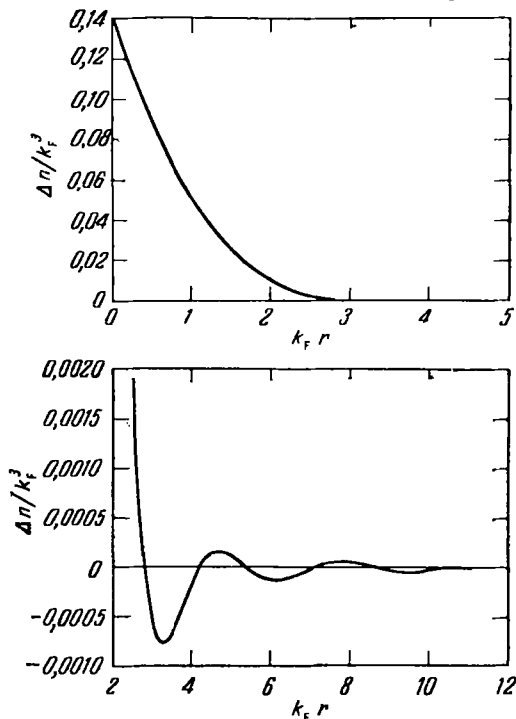 0,14
0,12
0,10
0,08
0,06
0,04
0,02
0
Δn/k_F^3
0 1 2 3 4 5
k_F r
0,0020
0,0015
0,0010
0,0005
0
−0,0005
−0,0010
Δn/k_F^3
2 4 6 8 10 12
k_F r